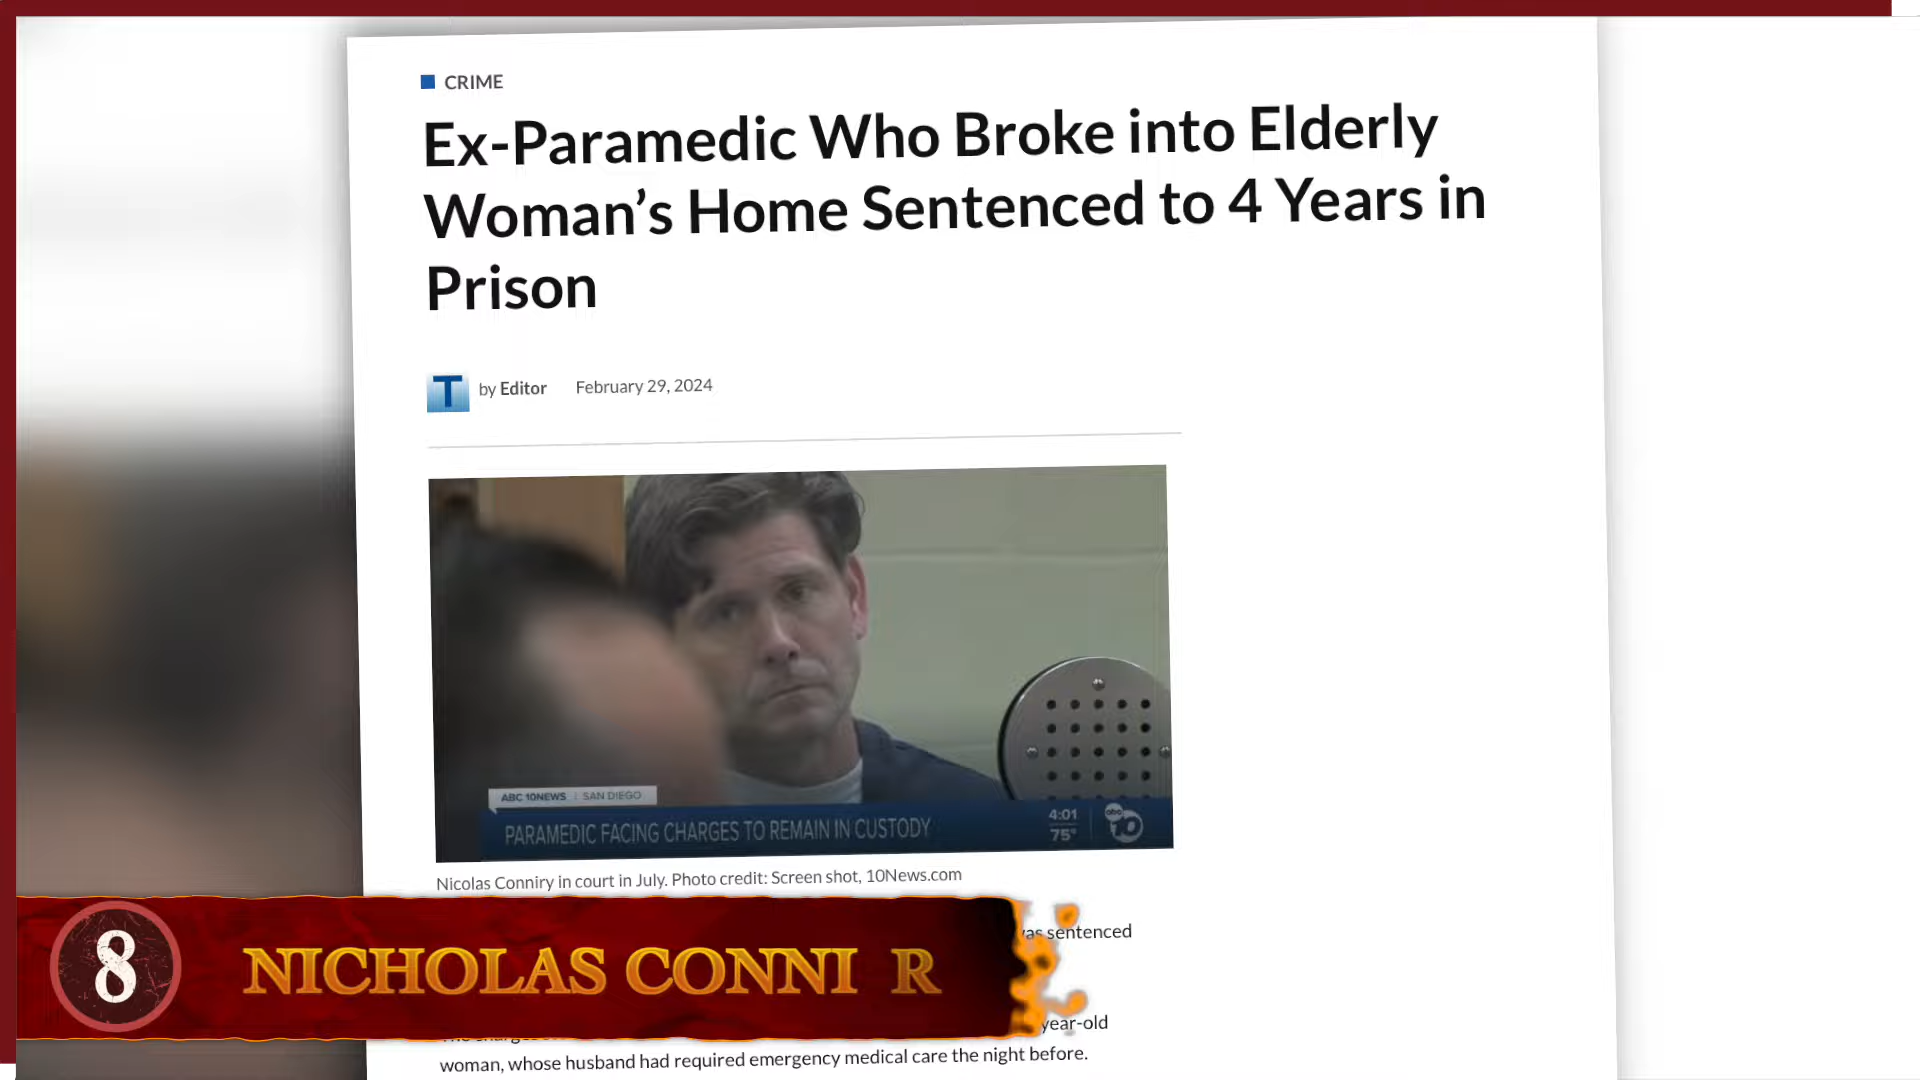 CRIME
Ex-Paramedic Who Broke into Elderly
Woman's Home Sentenced to 4 Years in
Prison
T by Editor February 29, 2024
ABC 10NEWS | SAN DIEGO
PARAMEDIC FACING CHARGES TO REMAIN IN CUSTODY
4:01
75°
abc 10
Nicolas Conniry in court in July. Photo credit: Screen shot, 10News.com
was sentenced
8 NICHOLAS CONNI R
year-old
woman, whose husband had required emergency medical care the night before.